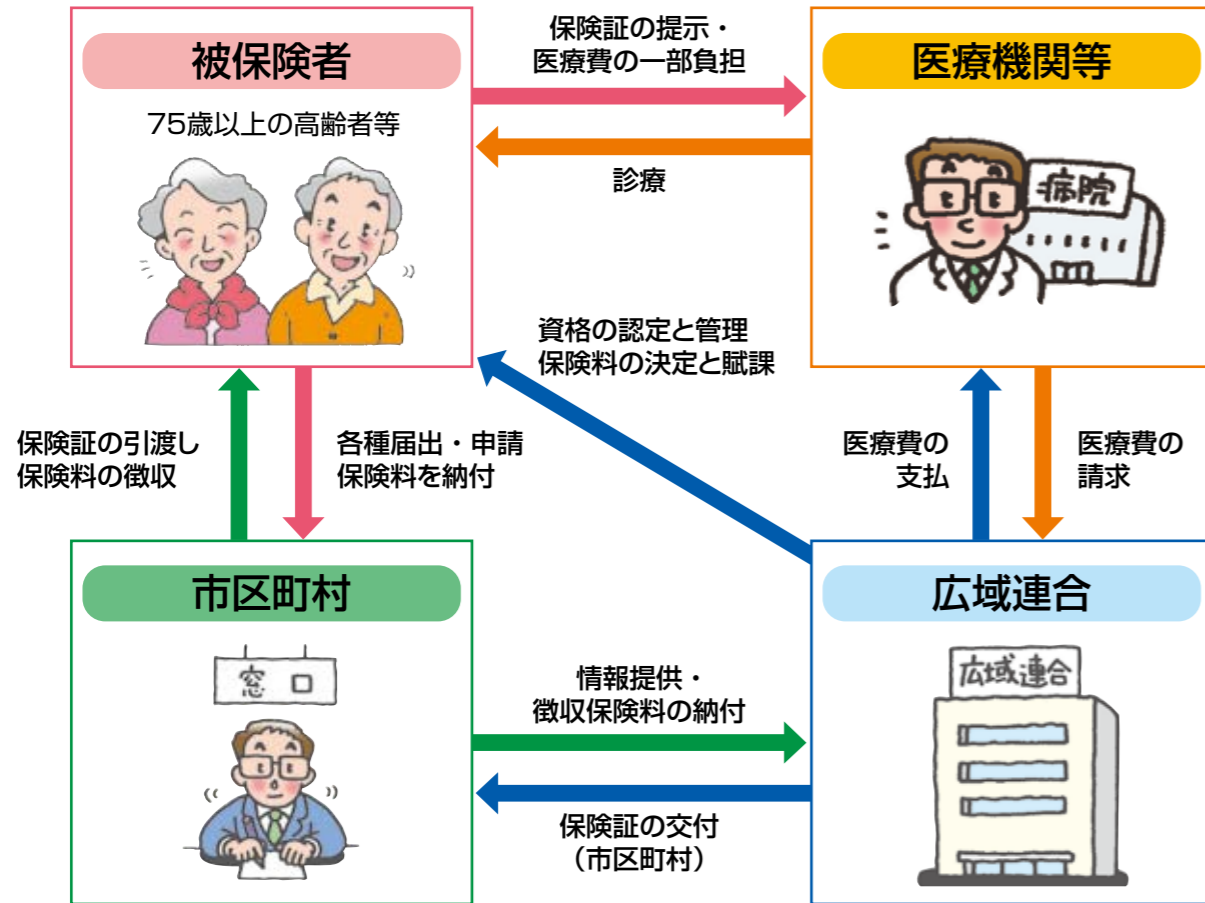 被保険者
75歳以上の高齢者等
保険証の提示・
医療費の一部負担
診療
医療機関等
病院
資格の認定と管理
保険料の決定と賦課
保険証の引渡し
保険料の徴収
各種届出・申請
保険料を納付
医療費の
支払
医療費の
請求
市区町村
窓口
情報提供・
徴収保険料の納付
保険証の交付
（市区町村）
広域連合
広域連合